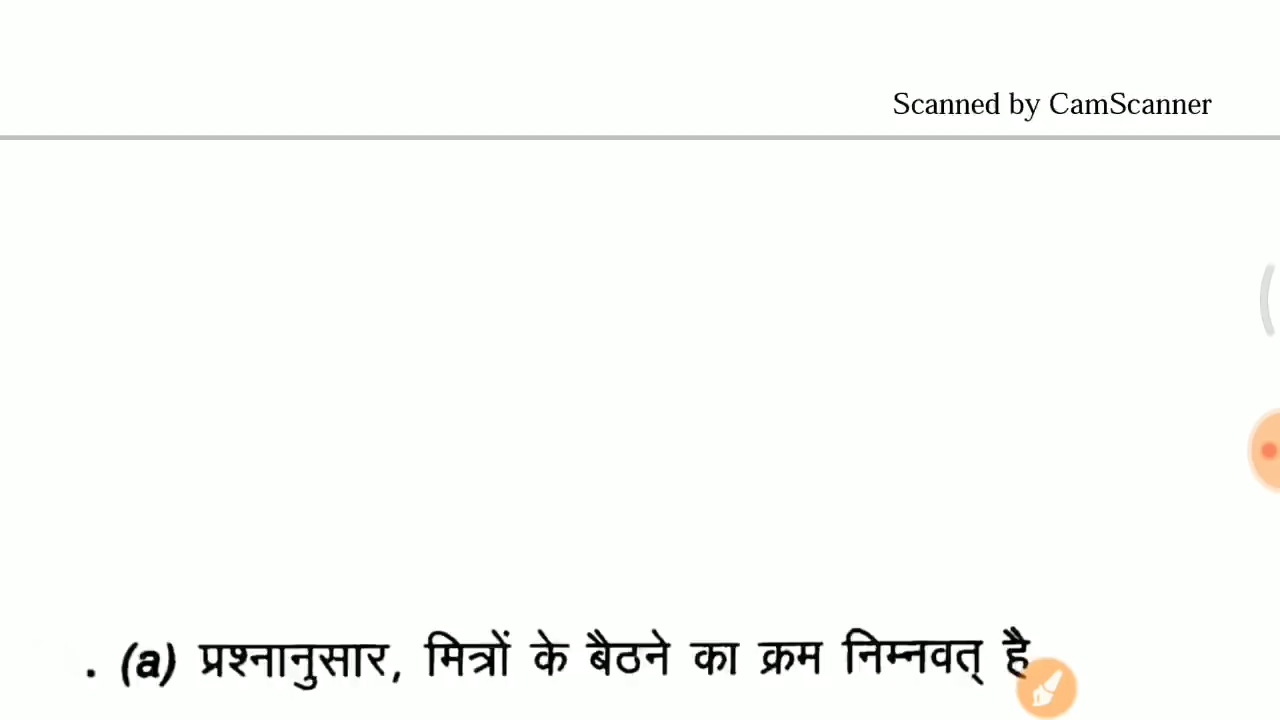 Scanned by CamScanner
. (a) प्रश्नानुसार, मित्रों के बैठने का क्रम निम्नवत् है